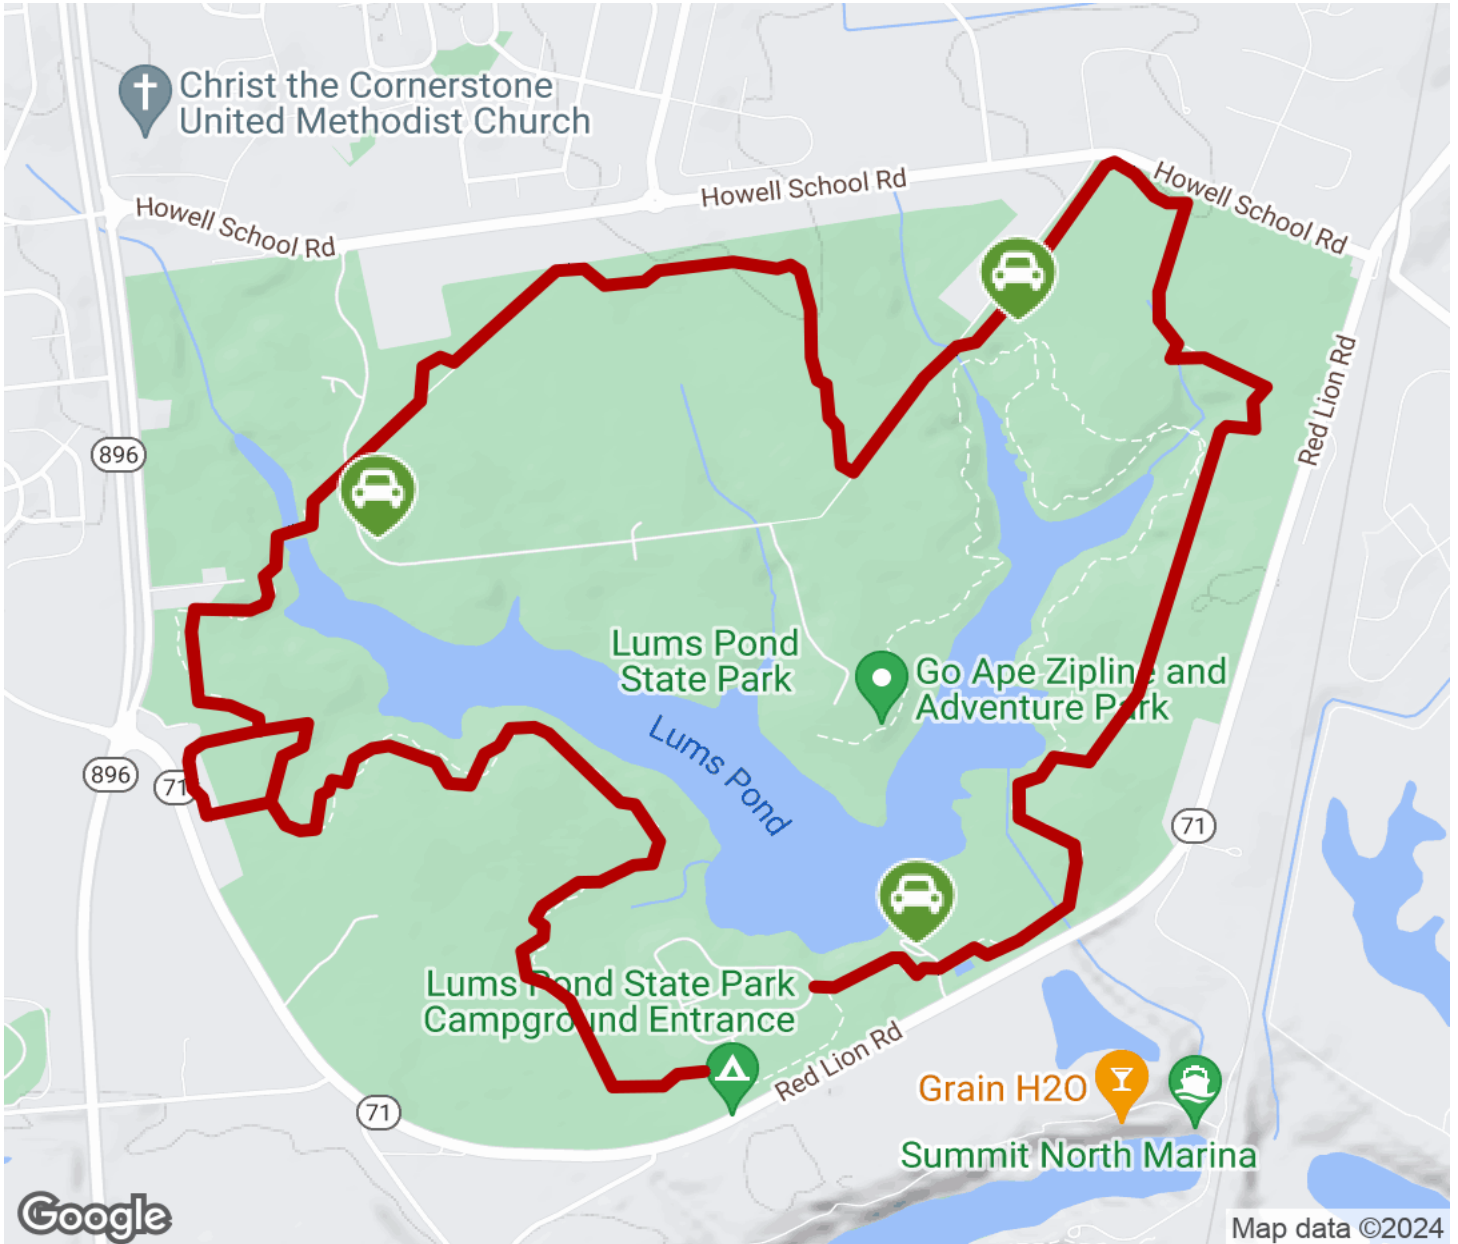 Christ the Cornerstone
United Methodist Church
Howell School Rd
Howell School Rd
Howell School Rd
Red Lion Rd
896
Lums Pond
State Park
Go Ape Zipline and
Adventure Park
Lums Pond
896
71
71
Lums Pond State Park
Campground Entrance
Red Lion Rd
Grain H2O
71
Summit North Marina
Google
Map data ©2024